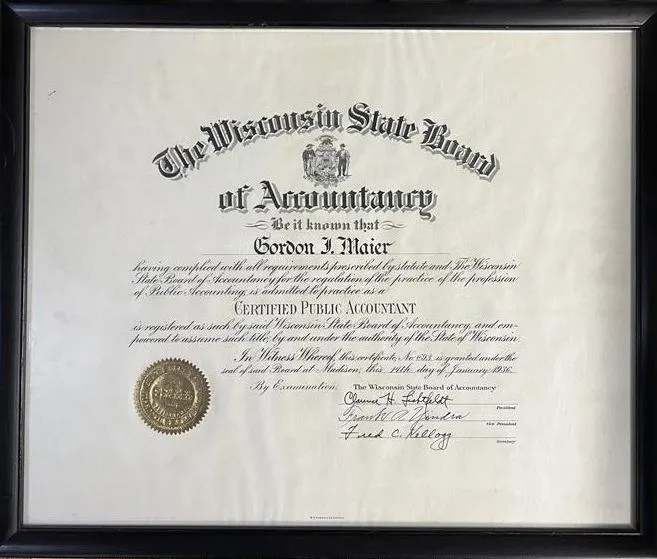 The Wisconsin State Board
of Accountancy
Be it known that
Gordon J. Maier
having complied with all requirements prescribed by statute and The Wisconsin
State Board of Accountancy for the regulation of the practice of the profession
of Public Accounting, is admitted to practice as a
CERTIFIED PUBLIC ACCOUNTANT
is registered as such by said Wisconsin State Board of Accountancy, and em-
powered to assume such title, by and under the authority of the State of Wisconsin.
In Witness Whereof, this certificate, No 693 is granted under the
seal of said Board at Madison, this 14th day of January 1936.
By Examination. The Wisconsin State Board of Accountancy
Clarence H. Lichtfeldt
President
Frank A.
Vice President
Fred C. Kellogg
Secretary